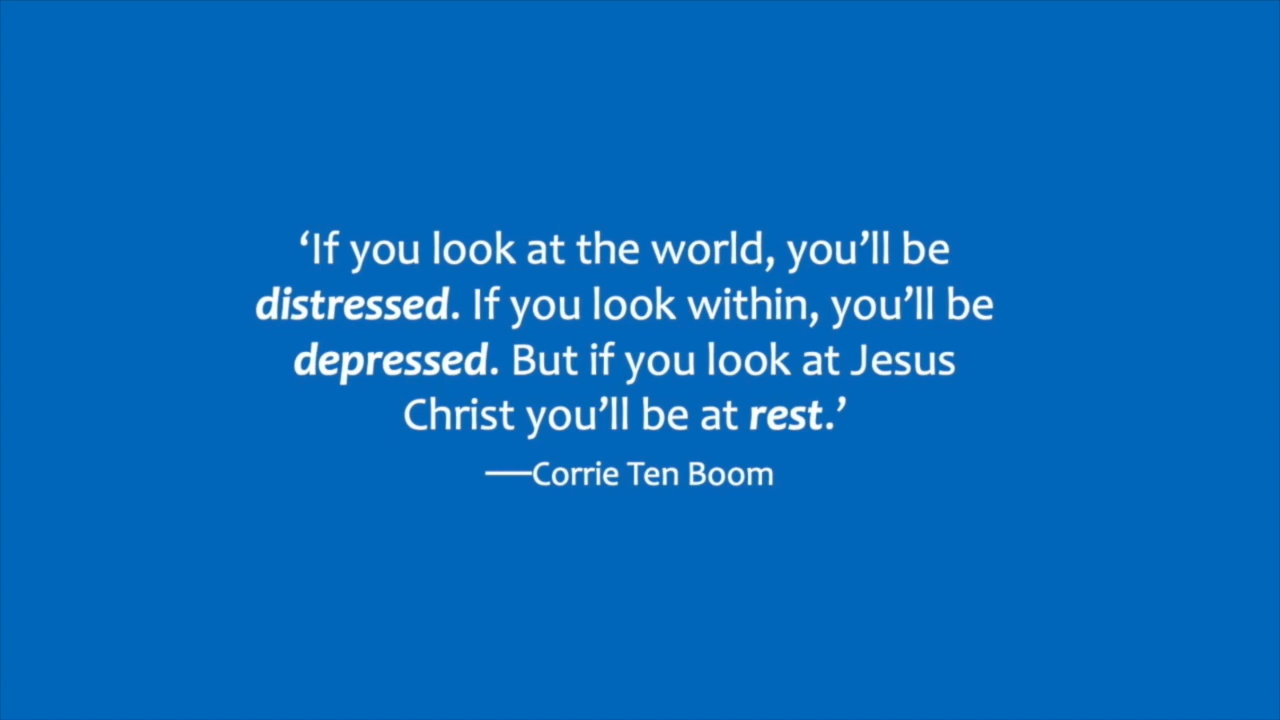 ‘If you look at the world, you’ll be
distressed. If you look within, you’ll be
depressed. But if you look at Jesus
Christ you’ll be at rest.’
—Corrie Ten Boom